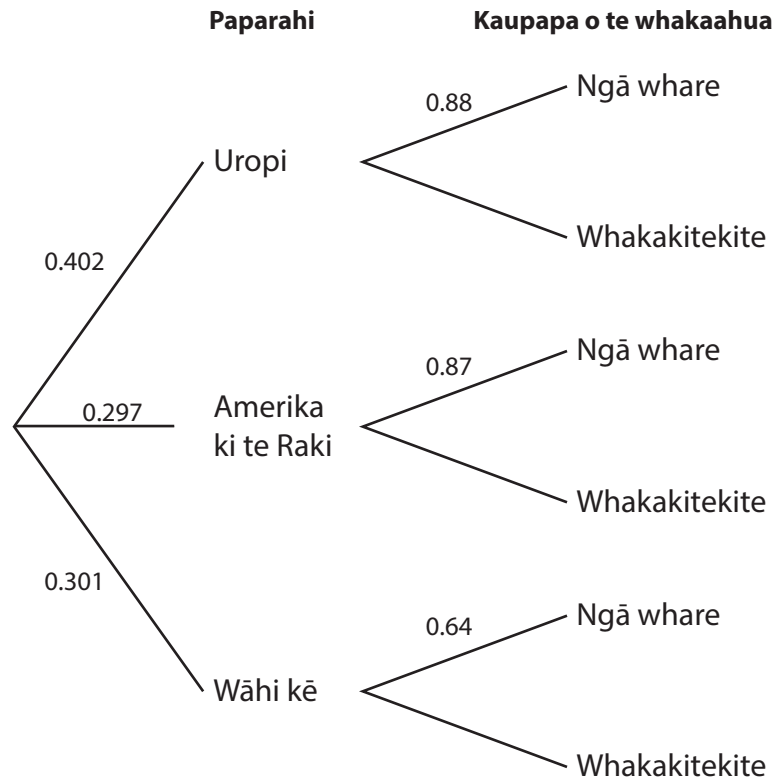 Paparahi
Kaupapa o te whakaahua
Ngā whare
0.88
Uropi
Whakakitekite
0.402
Ngā whare
0.87
0.297
Amerika
ki te Raki
Whakakitekite
0.301
Ngā whare
0.64
Wāhi kē
Whakakitekite